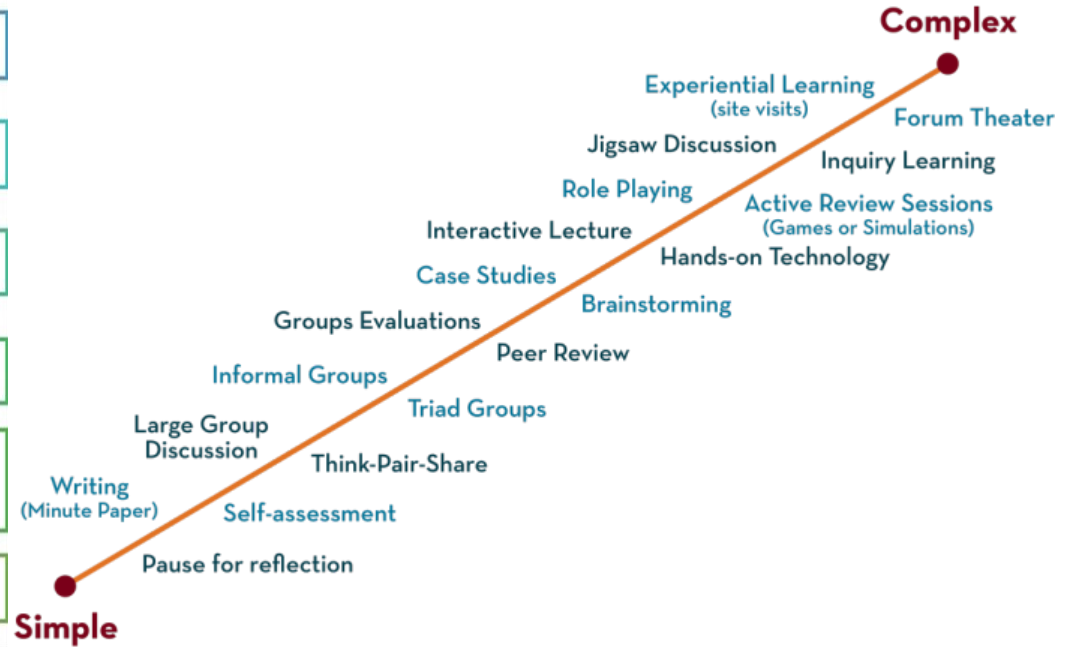 Complex
Experiential Learning
(site visits)
Forum Theater
Jigsaw Discussion
Inquiry Learning
Role Playing
Active Review Sessions
(Games or Simulations)
Interactive Lecture
Hands-on Technology
Case Studies
Brainstorming
Groups Evaluations
Peer Review
Informal Groups
Triad Groups
Large Group
Discussion
Think-Pair-Share
Writing
(Minute Paper)
Self-assessment
Pause for reflection
Simple